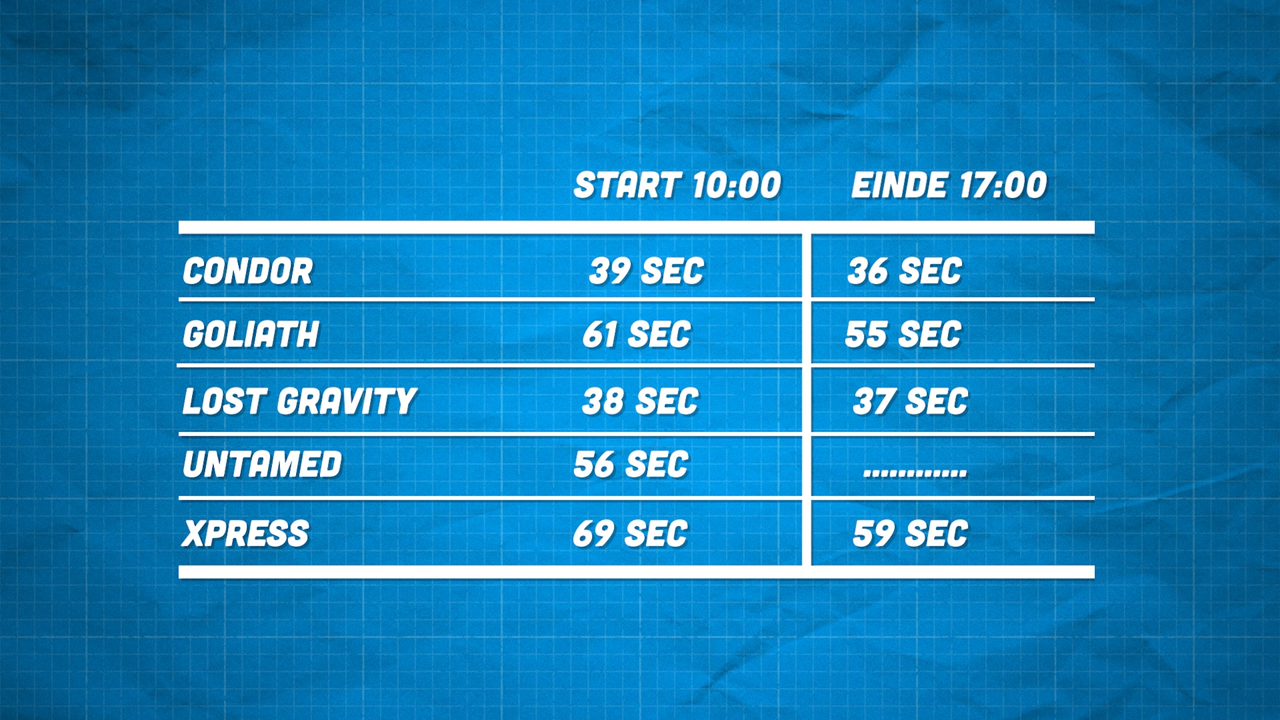 START 10:00 EINDE 17:00
CONDOR 39 SEC 36 SEC
GOLIATH 61 SEC 55 SEC
LOST GRAVITY 38 SEC 37 SEC
UNTAMED 56 SEC ............
XPRESS 69 SEC 59 SEC